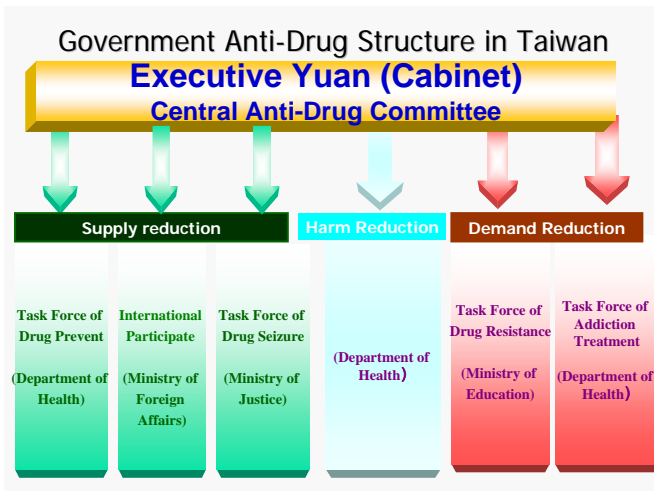 Government Anti-Drug Structure in Taiwan
Executive Yuan (Cabinet)
Central Anti-Drug Committee
Supply reduction
Harm Reduction
Demand Reduction
Task Force of
Drug Prevent
(Department of
Health)
International
Participate
(Ministry of
Foreign
Affairs)
Task Force of
Drug Seizure
(Ministry of
Justice)
(Department of
Health)
Task Force of
Drug Resistance
(Ministry of
Education)
Task Force of
Addiction
Treatment
(Department of
Health)